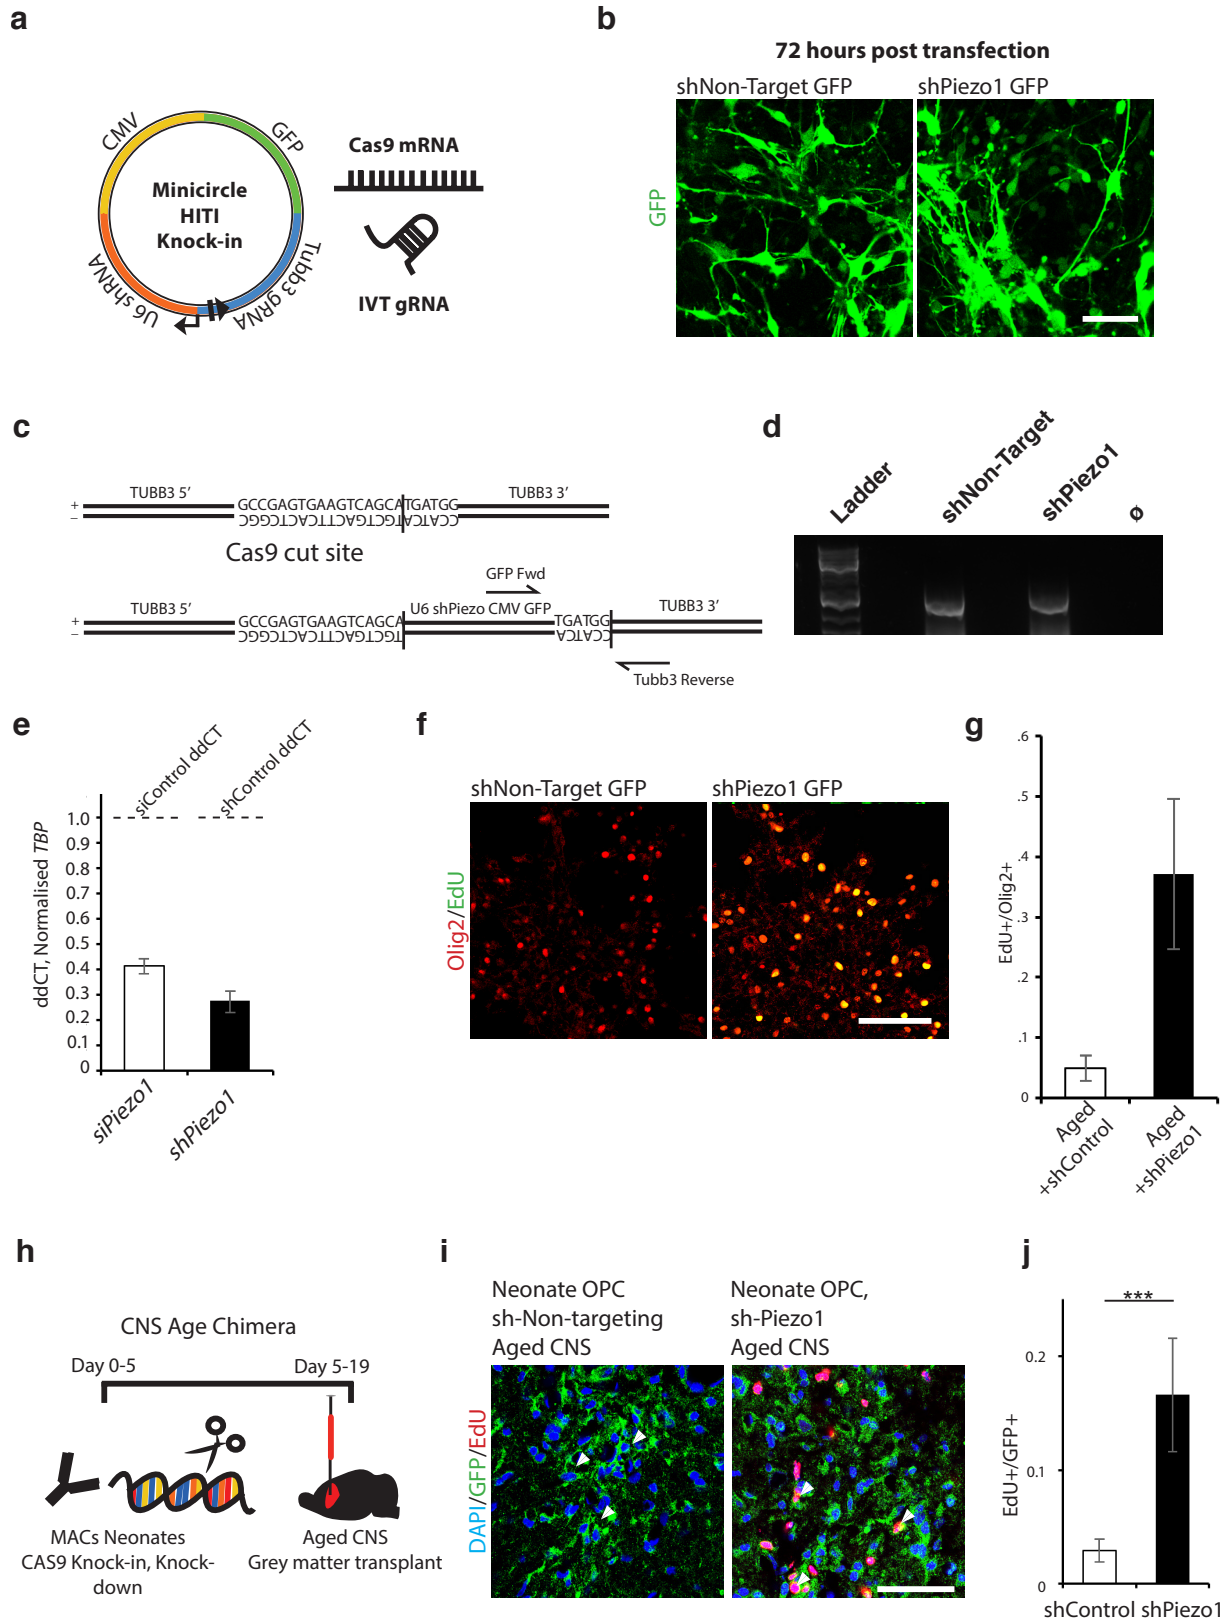 a
CMV
GFP
Minicircle
HITI
Knock-in
U6 shRNA
Tubb3 gRNA
Cas9 mRNA
IVT gRNA
b
72 hours post transfection
shNon-Target GFP
shPiezo1 GFP
GFP
c
TUBB3 5’
GCCGAGTGAAGTCAGCATGATGG
TUBB3 3’
+
–
CGGCTCACTTCAGTCGTACTACC
Cas9 cut site
GFP Fwd
TUBB3 5’
GCCGAGTGAAGTCAGCA
U6 shPiezo CMV GFP
TGATGG
TUBB3 3’
+
–
CGGCTCACTTCAGTCGT
ACTACC
Tubb3 Reverse
d
Ladder
shNon-Target
shPiezo1
ø
e
siControl ddCT
shControl ddCT
ddCT, Normalised TBP
1.0
0.9
0.8
0.7
0.6
0.5
0.4
0.3
0.2
0.1
0
siPiezo1
shPiezo1
f
shNon-Target GFP
shPiezo1 GFP
Olig2/EdU
g
EdU+/Olig2+
.6
.5
.4
.3
.2
.1
0
Aged
+shControl
Aged
+shPiezo1
h
CNS Age Chimera
Day 0-5
Day 5-19
MACs Neonates
CAS9 Knock-in, Knock-
down
Aged CNS
Grey matter transplant
i
Neonate OPC
sh-Non-targeting
Aged CNS
Neonate OPC,
sh-Piezo1
Aged CNS
DAPI/GFP/EdU
j
***
EdU+/GFP+
0.2
0.1
0
shControl
shPiezo1